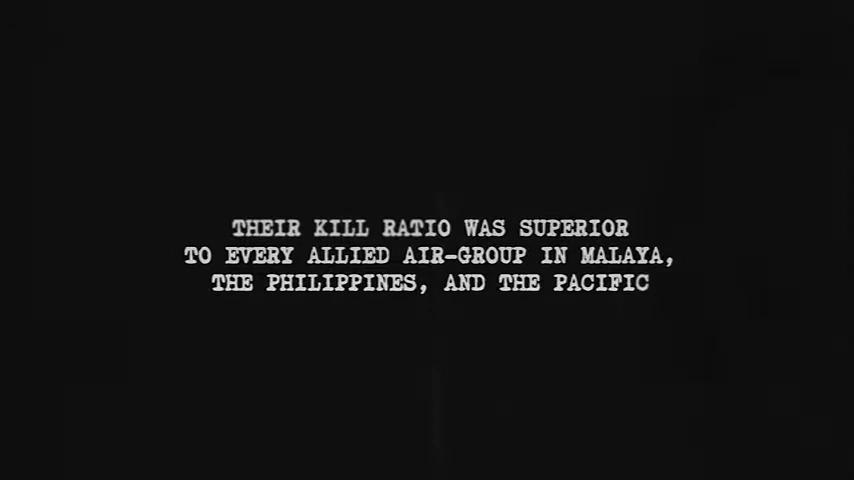 THEIR KILL RATIO WAS SUPERIOR
TO EVERY ALLIED AIR-GROUP IN MALAYA,
THE PHILIPPINES, AND THE PACIFIC